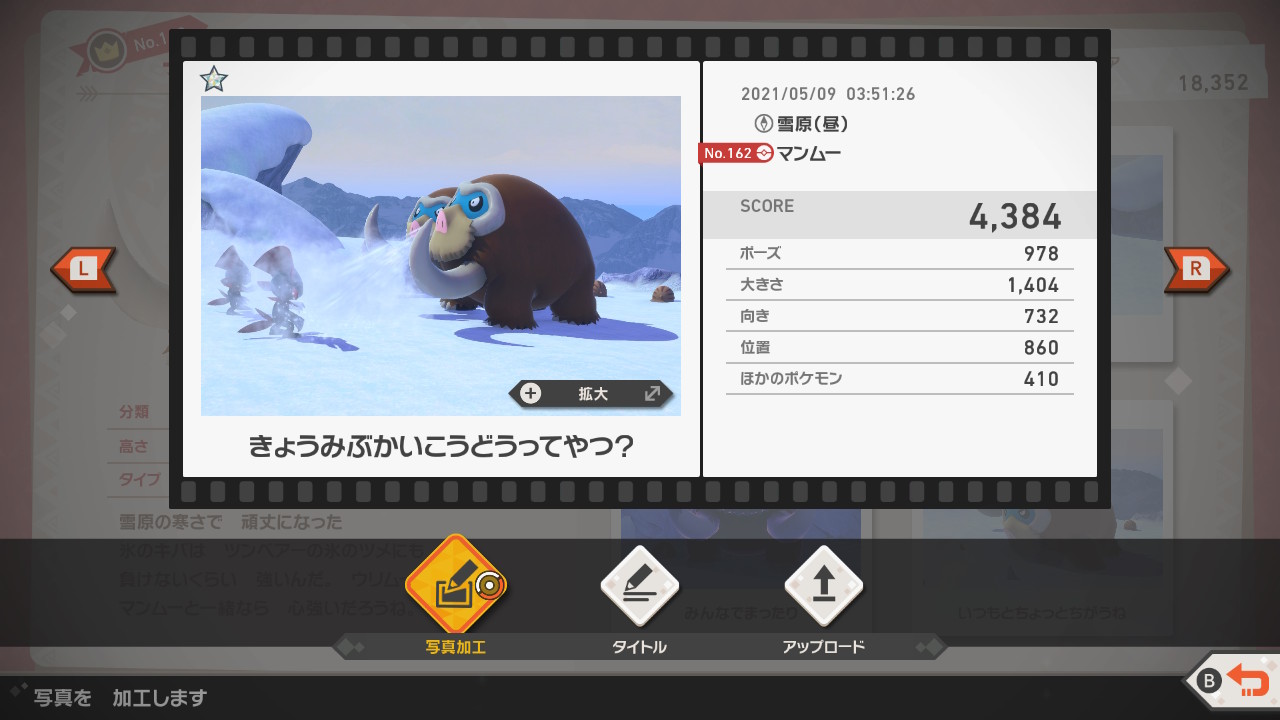 No.1
18,352
2021/05/09 03:51:26
雪原(昼)
No.162 マンムー
SCORE 4,384
ポーズ 978
大きさ 1,404
向き 732
位置 860
ほかのポケモン 410
拡大
きょうみぶかいこうどうってやつ?
L
R
分類
高さ
タイプ
雪原の寒さで 頑丈になった
氷のキバは ツンベアーの氷のツメにも
負けないくらい 強いんだ。 ウリム
マンムーと一緒なら 心強いだろうね
みんなでまったり
いつもとちょっとちがうね
写真加工
タイトル
アップロード
B
写真を 加工します